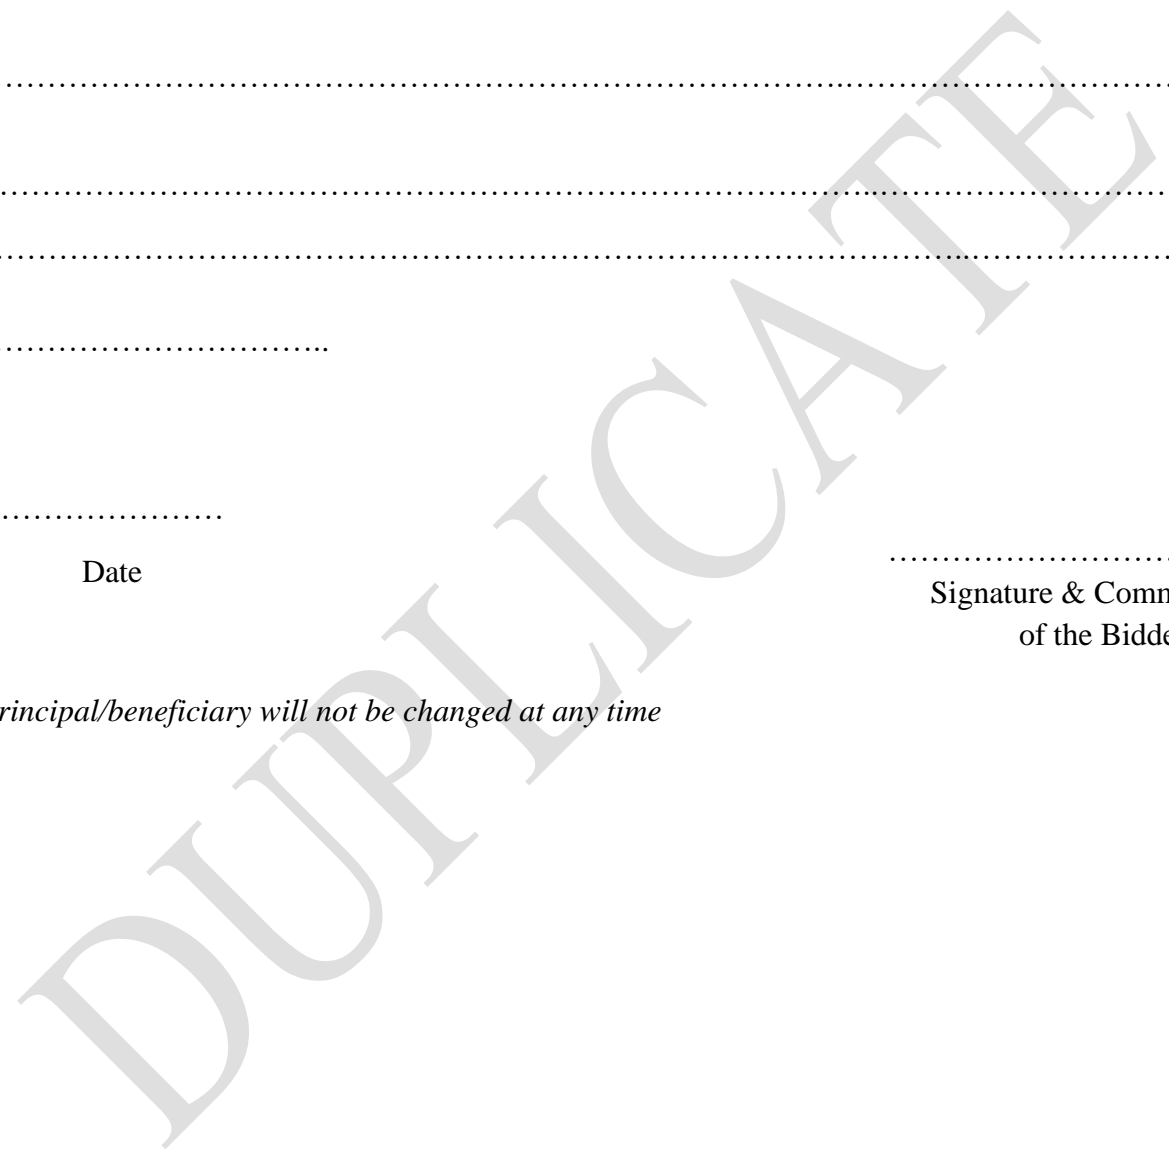 ……………………………………………………………………………..……………………………
…………………………………………………………………………………..……………………………
…………………………………………………………………………………………..……………………
……………………………..
……………………
………………………
Date
Signature & Comm
of the Bidde
rincipal/beneficiary will not be changed at any time
DUPLICATE